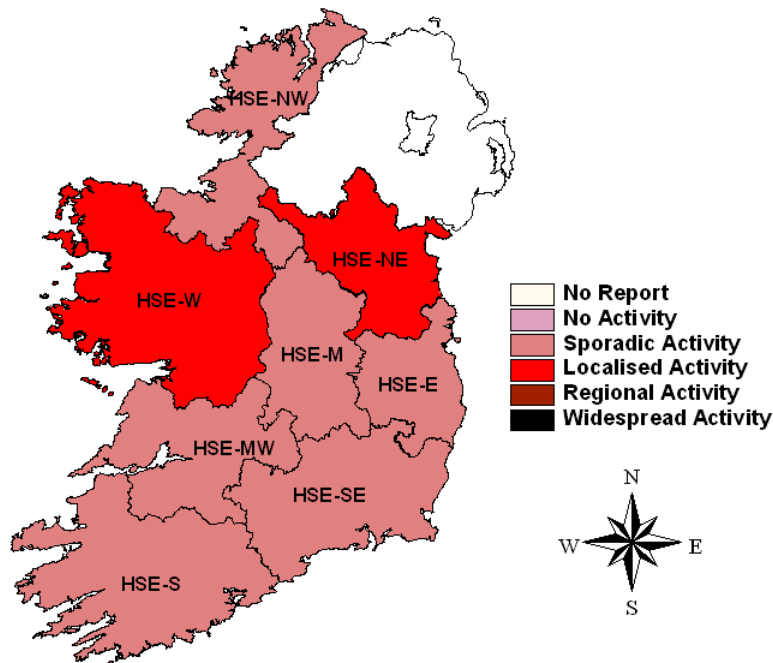 HSE-NW
HSE-NE
HSE-W
HSE-M
HSE-E
HSE-MW
HSE-SE
HSE-S
No Report
No Activity
Sporadic Activity
Localised Activity
Regional Activity
Widespread Activity
N
W
E
S